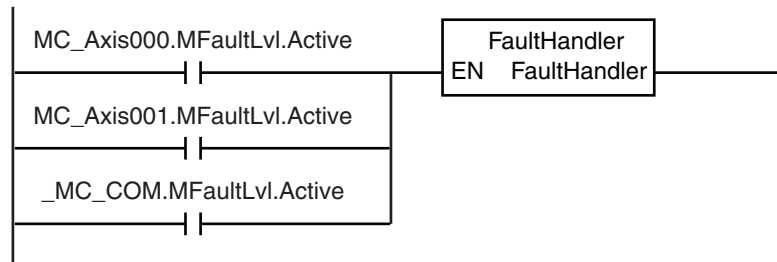 MC_Axis000.MFaultLvl.Active
FaultHandler
EN FaultHandler
MC_Axis001.MFaultLvl.Active
_MC_COM.MFaultLvl.Active